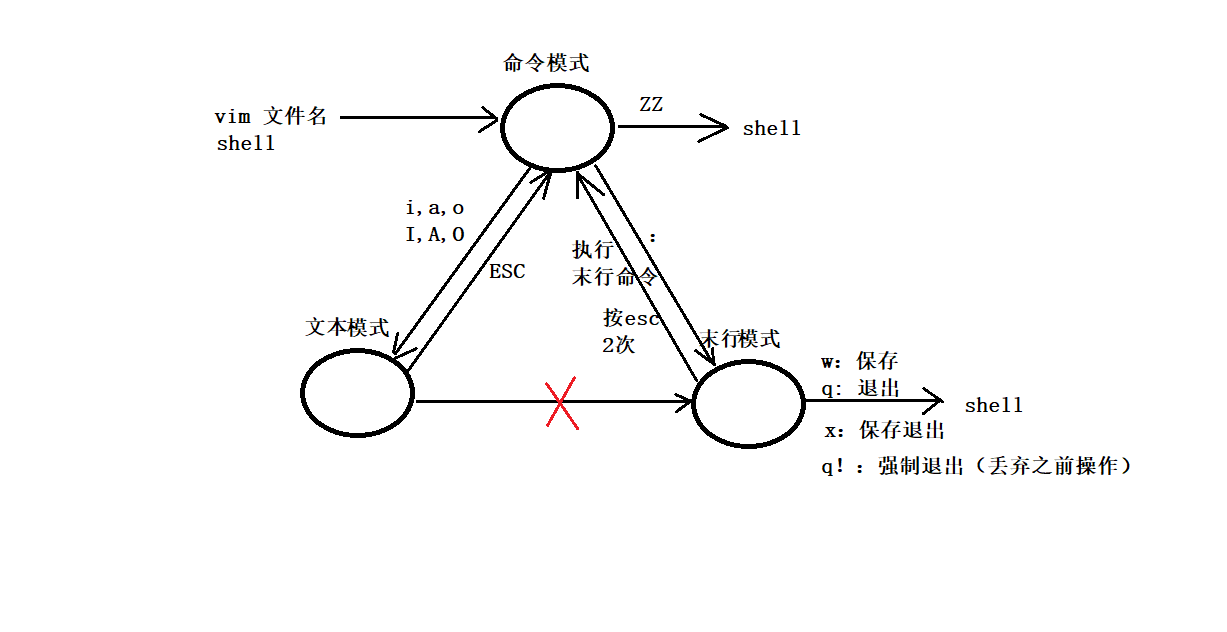 命令模式
ZZ
vim 文件名
shell
shell
i,a,o
I,A,O
:
执行
末行命令
ESC
按esc
2次
文本模式
末行模式
w: 保存
q: 退出
shell
x: 保存退出
q!:强制退出(丢弃之前操作)